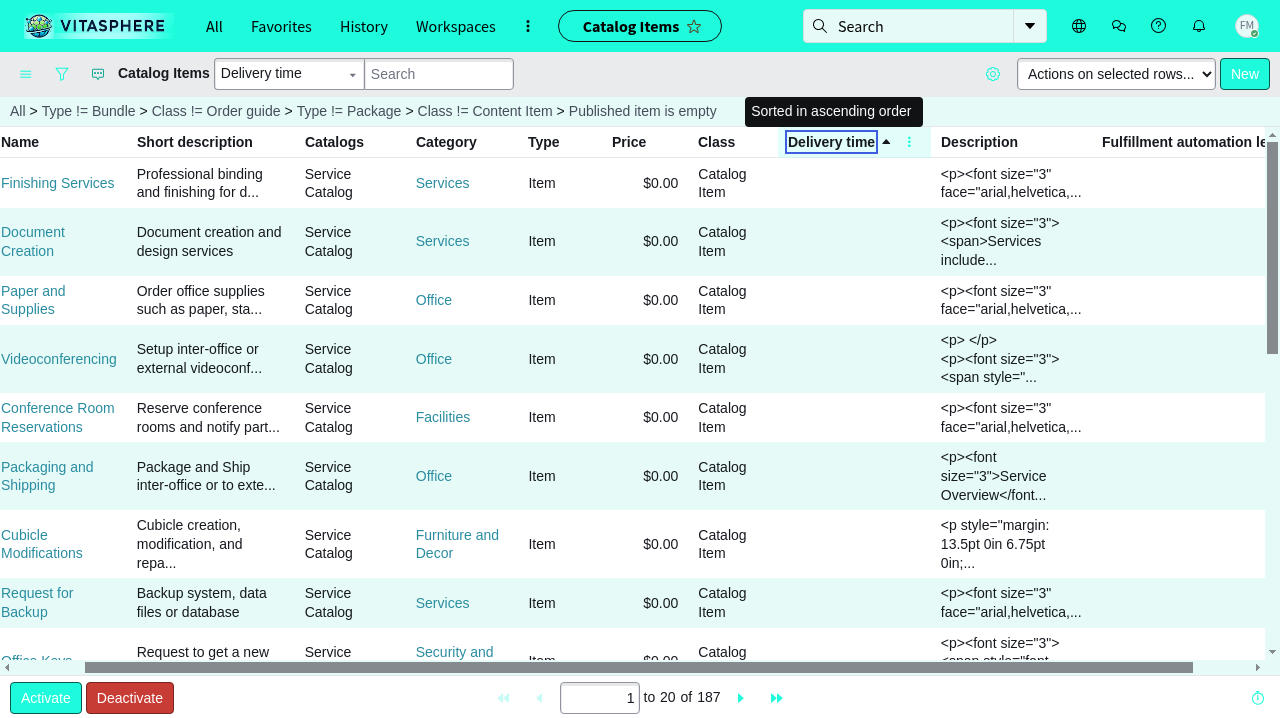 VITASPHERE
All
Favorites
History
Workspaces
Catalog Items
Search
FM
Catalog Items
Delivery time
Search
Actions on selected rows...
New
All > Type != Bundle > Class != Order guide > Type != Package > Class != Content Item > Published item is empty
Sorted in ascending order
Name
Short description
Catalogs
Category
Type
Price
Class
Delivery time
Description
Fulfillment automation le
Finishing Services
Professional binding
and finishing for d...
Service
Catalog
Services
Item
$0.00
Catalog
Item
<p><font size="3"
face="arial,helvetica,...
Document
Creation
Document creation and
design services
Service
Catalog
Services
Item
$0.00
Catalog
Item
<p><font size="3">
<span>Services
include...
Paper and
Supplies
Order office supplies
such as paper, sta...
Service
Catalog
Office
Item
$0.00
Catalog
Item
<p><font size="3"
face="arial,helvetica,...
Videoconferencing
Setup inter-office or
external videoconf...
Service
Catalog
Office
Item
$0.00
Catalog
Item
<p> </p>
<p><font size="3">
<span style="...
Conference Room
Reservations
Reserve conference
rooms and notify part...
Service
Catalog
Facilities
Item
$0.00
Catalog
Item
<p><font size="3"
face="arial,helvetica,...
Packaging and
Shipping
Package and Ship
inter-office or to exte...
Service
Catalog
Office
Item
$0.00
Catalog
Item
<p><font
size="3">Service
Overview</font...
Cubicle
Modifications
Cubicle creation,
modification, and
repa...
Service
Catalog
Furniture and
Decor
Item
$0.00
Catalog
Item
<p style="margin:
13.5pt 0in 6.75pt
0in;...
Request for
Backup
Backup system, data
files or database
Service
Catalog
Services
Item
$0.00
Catalog
Item
<p><font size="3"
face="arial,helvetica,...
Office Keys
Request to get a new
Service
Security and
Item
$0.00
Catalog
<p><font size="3">
<span style="font
Activate
Deactivate
1 to 20 of 187